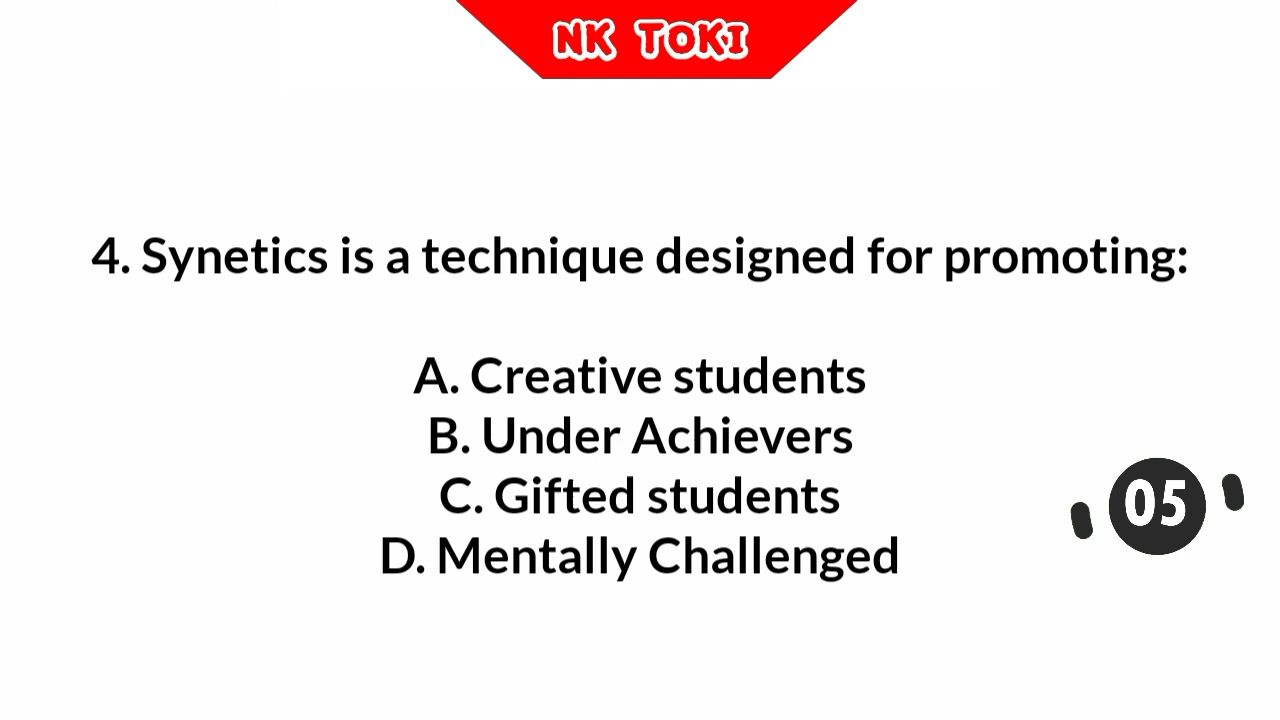 NK TOKI
4. Synetics is a technique designed for promoting:
A. Creative students
B. Under Achievers
C. Gifted students
D. Mentally Challenged
05